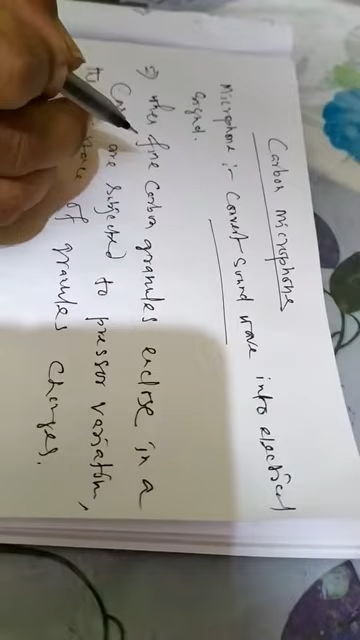 Carbon microphones
Microphone :- Convert sound wave into electrical
signal.
when fine Carbon granules enclose in a
are subjected to pressor variation,
of granules changes.